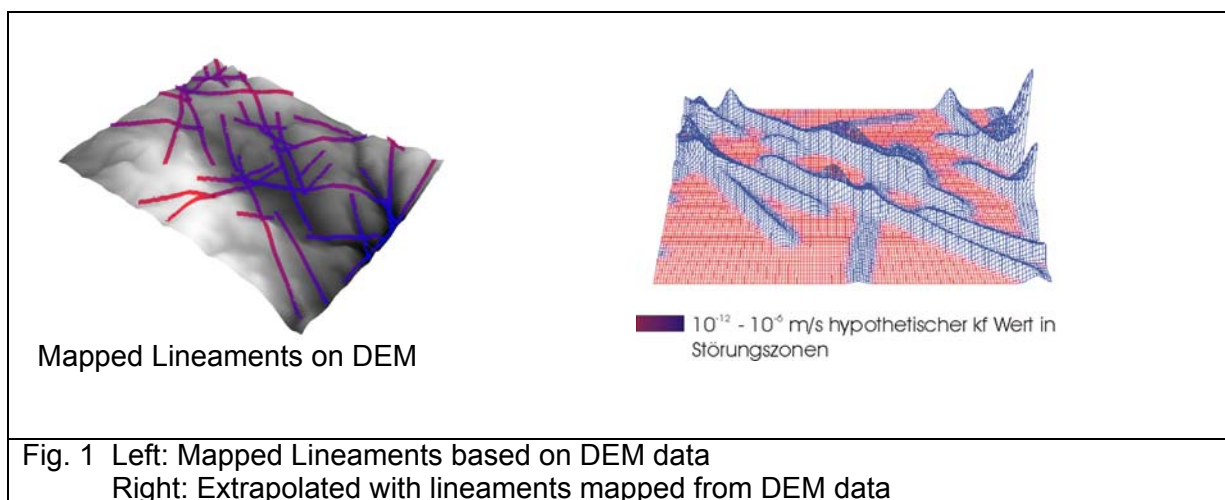 Mapped Lineaments on DEM
10⁻¹² - 10⁻⁶ m/s hypothetischer kf Wert in
Störungszonen
Fig. 1 Left: Mapped Lineaments based on DEM data
Right: Extrapolated with lineaments mapped from DEM data